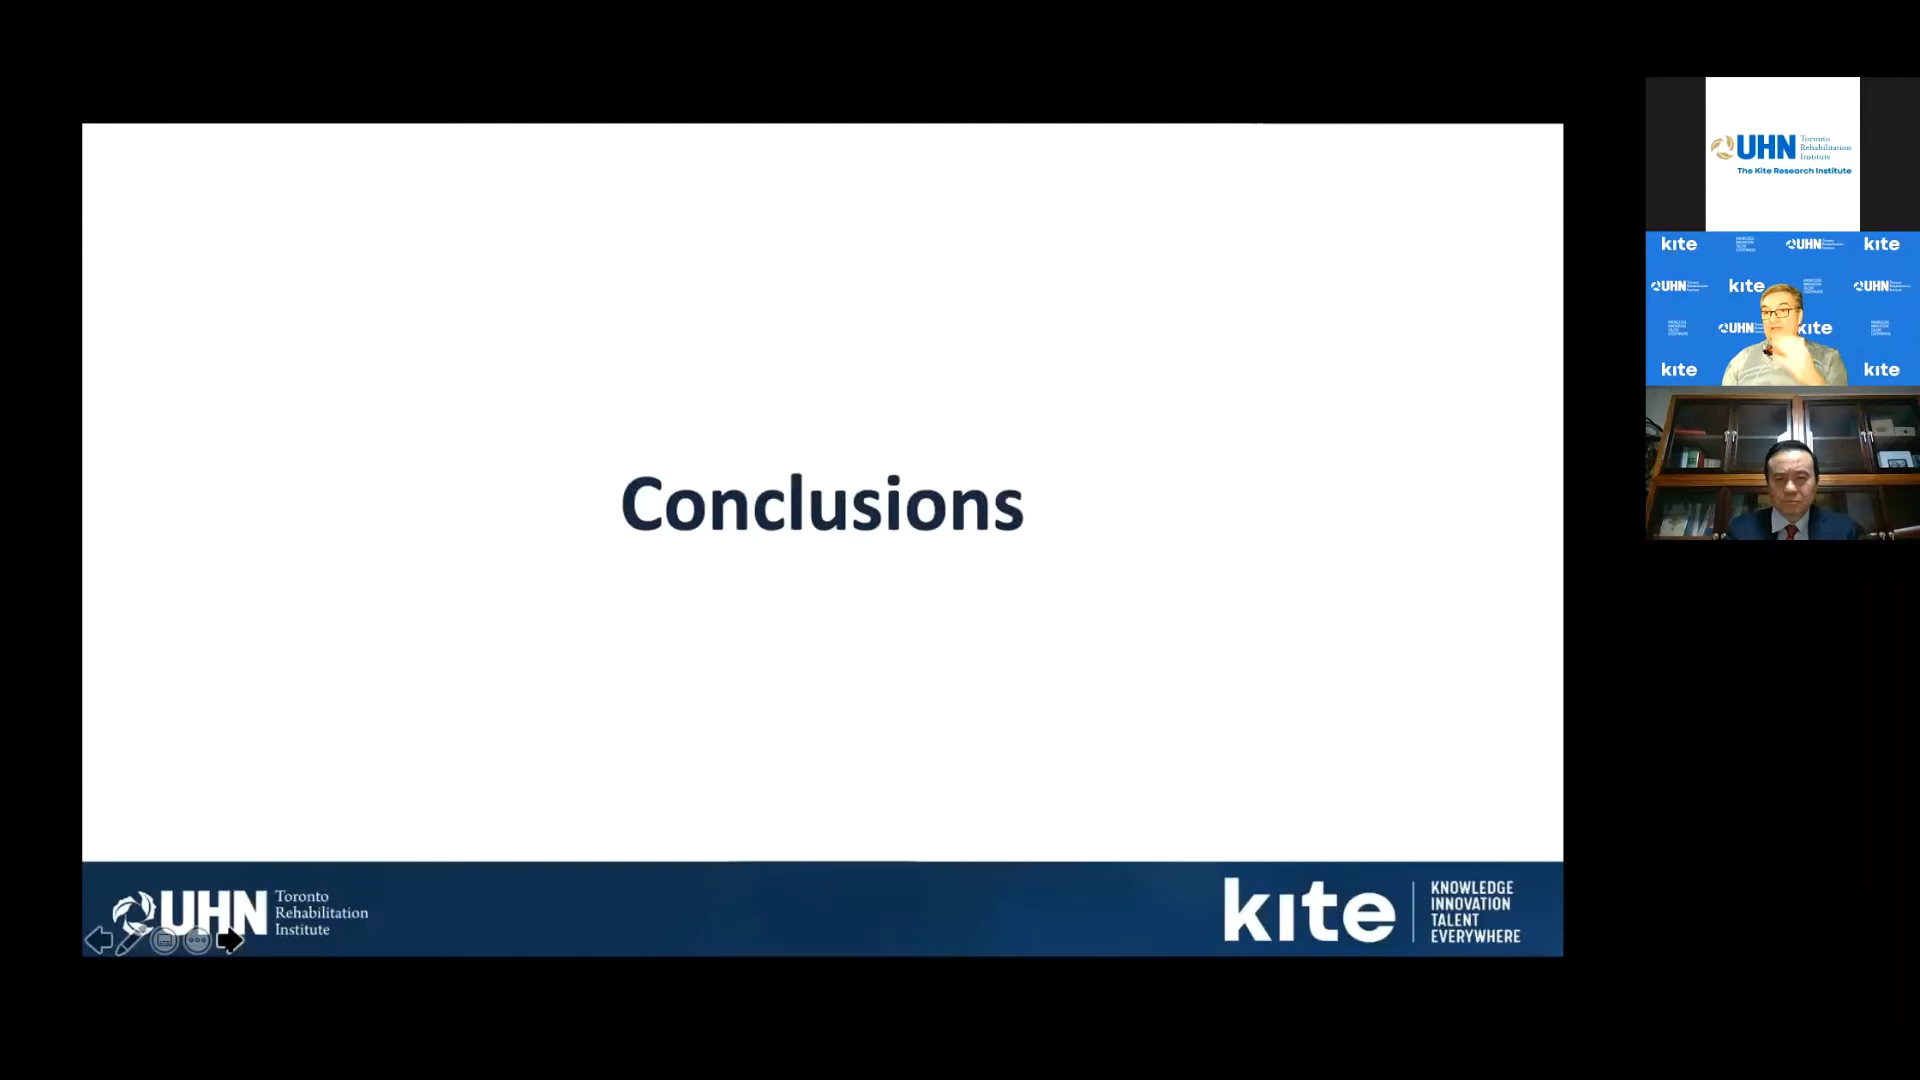 Conclusions
UHN
Toronto
Rehabilitation
Institute
kite
KNOWLEDGE
INNOVATION
TALENT
EVERYWHERE
UHN
Toronto
Rehabilitation
Institute
The Kite Research Institute
kite
UHN
kite
UHN
kite
UHN
UHN
kite
kite
kite